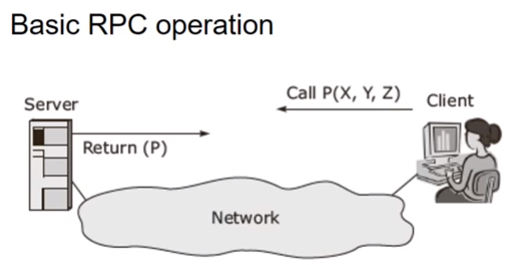 Basic RPC operation
Call P(X, Y, Z)
Client
Server
Return (P)
Network